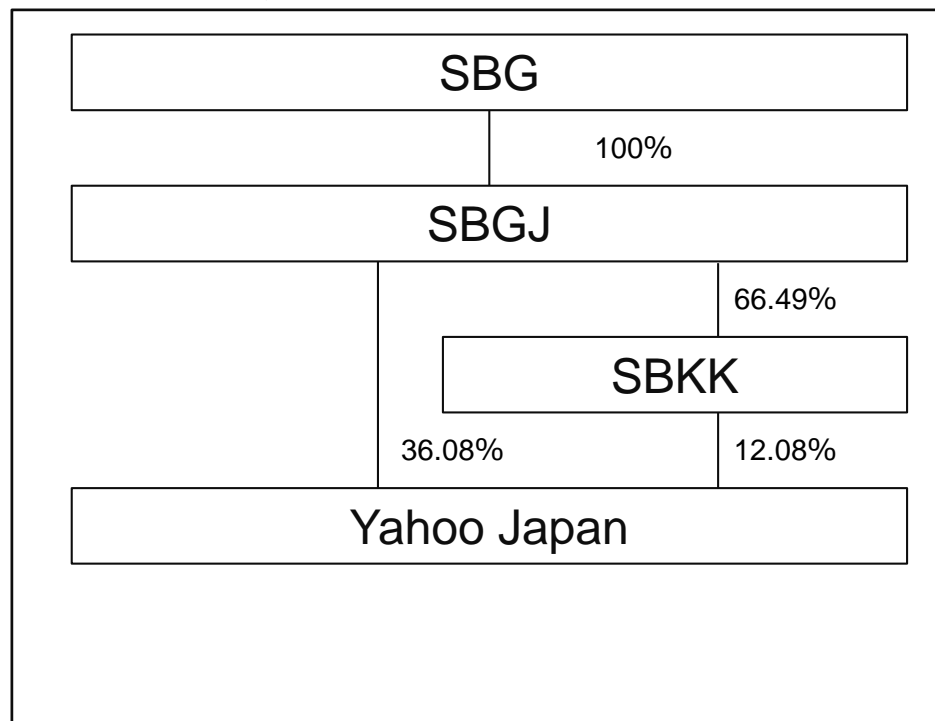 SBG
100%
SBGJ
66.49%
SBKK
36.08%
12.08%
Yahoo Japan